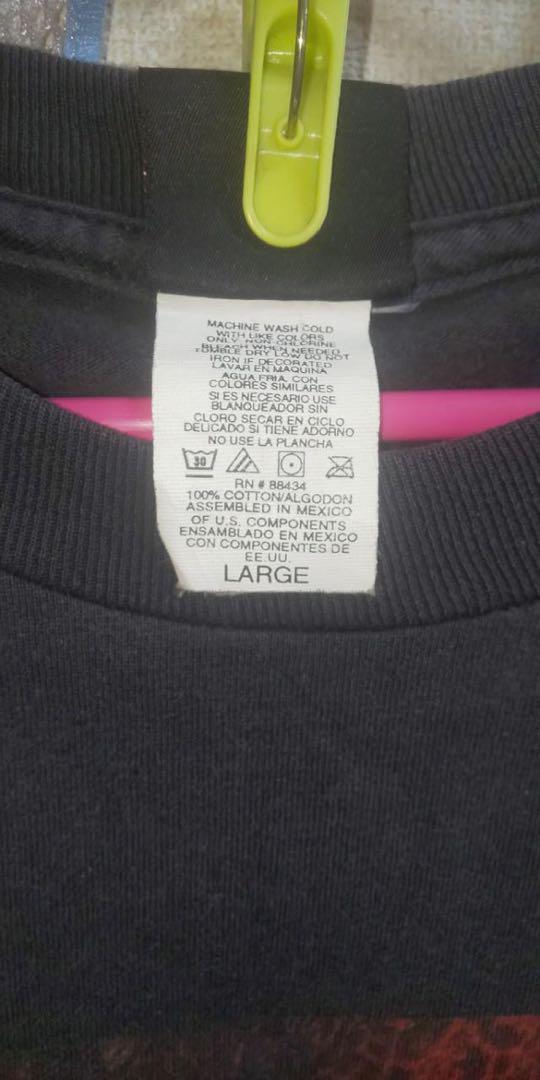 MACHINE WASH COLD
WITH LIKE COLORS
ONLY NON-CHLORINE
BLEACH WHEN NEEDED
TUMBLE DRY LOW DO NOT
IRON IF DECORATED
LAVAR EN MAQUINA
AGUA FRIA, CON
COLORES SIMILARES
SI ES NECESARIO USE
BLANQUEADOR SIN
CLORO SECAR EN CICLO
DELICADO SI TIENE ADORNO
NO USE LA PLANCHA
30
RN # 88434
100% COTTON/ALGODON
ASSEMBLED IN MEXICO
OF U.S. COMPONENTS
ENSAMBLADO EN MEXICO
CON COMPONENTES DE
EE.UU.
LARGE